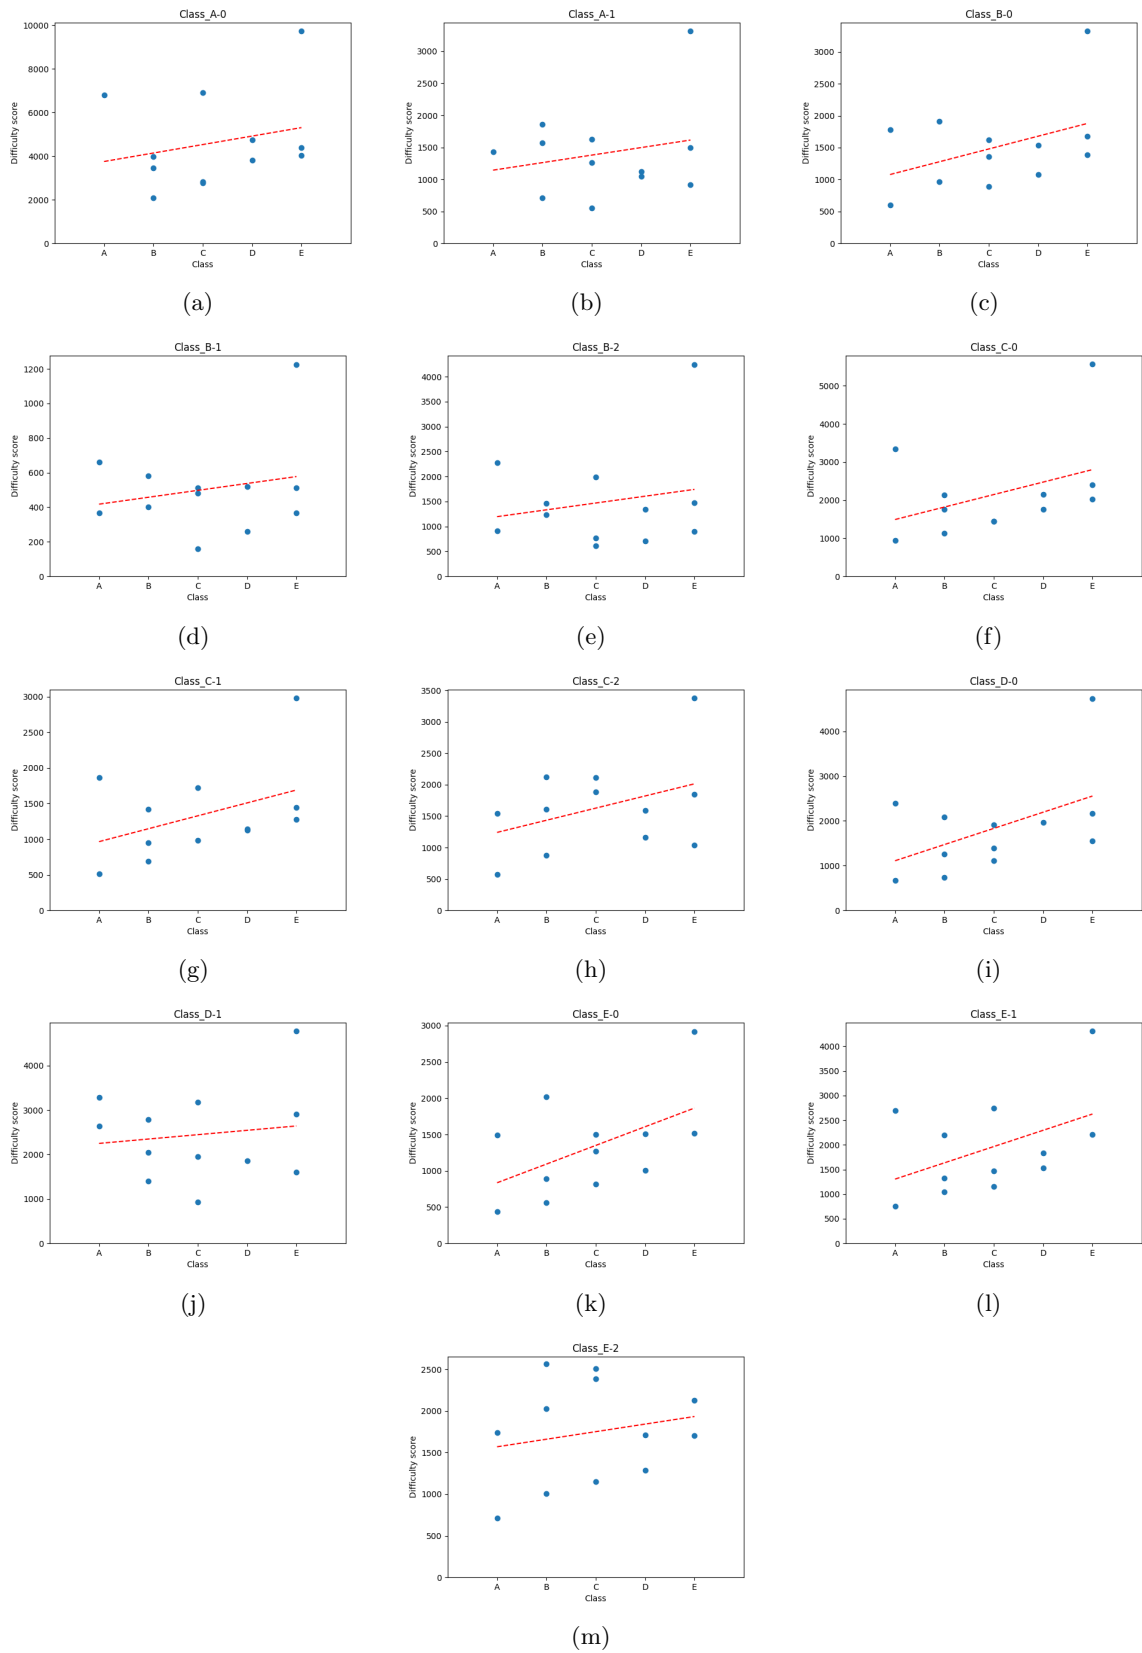 Class_A-0
Difficulty score
10000
8000
6000
4000
2000
0
A B C D E
Class
(a)
Class_A-1
Difficulty score
3000
2500
2000
1500
1000
500
0
A B C D E
Class
(b)
Class_B-0
Difficulty score
3000
2500
2000
1500
1000
500
0
A B C D E
Class
(c)
Class_B-1
Difficulty score
1200
1000
800
600
400
200
0
A B C D E
Class
(d)
Class_B-2
Difficulty score
4000
3500
3000
2500
2000
1500
1000
500
0
A B C D E
Class
(e)
Class_C-0
Difficulty score
5000
4000
3000
2000
1000
0
A B C D E
Class
(f)
Class_C-1
Difficulty score
3000
2500
2000
1500
1000
500
0
A B C D E
Class
(g)
Class_C-2
Difficulty score
3500
3000
2500
2000
1500
1000
500
0
A B C D E
Class
(h)
Class_D-0
Difficulty score
4000
3000
2000
1000
0
A B C D E
Class
(i)
Class_D-1
Difficulty score
4000
3000
2000
1000
0
A B C D E
Class
(j)
Class_E-0
Difficulty score
3000
2500
2000
1500
1000
500
0
A B C D E
Class
(k)
Class_E-1
Difficulty score
4000
3500
3000
2500
2000
1500
1000
500
0
A B C D E
Class
(l)
Class_E-2
Difficulty score
2500
2000
1500
1000
500
0
A B C D E
Class
(m)